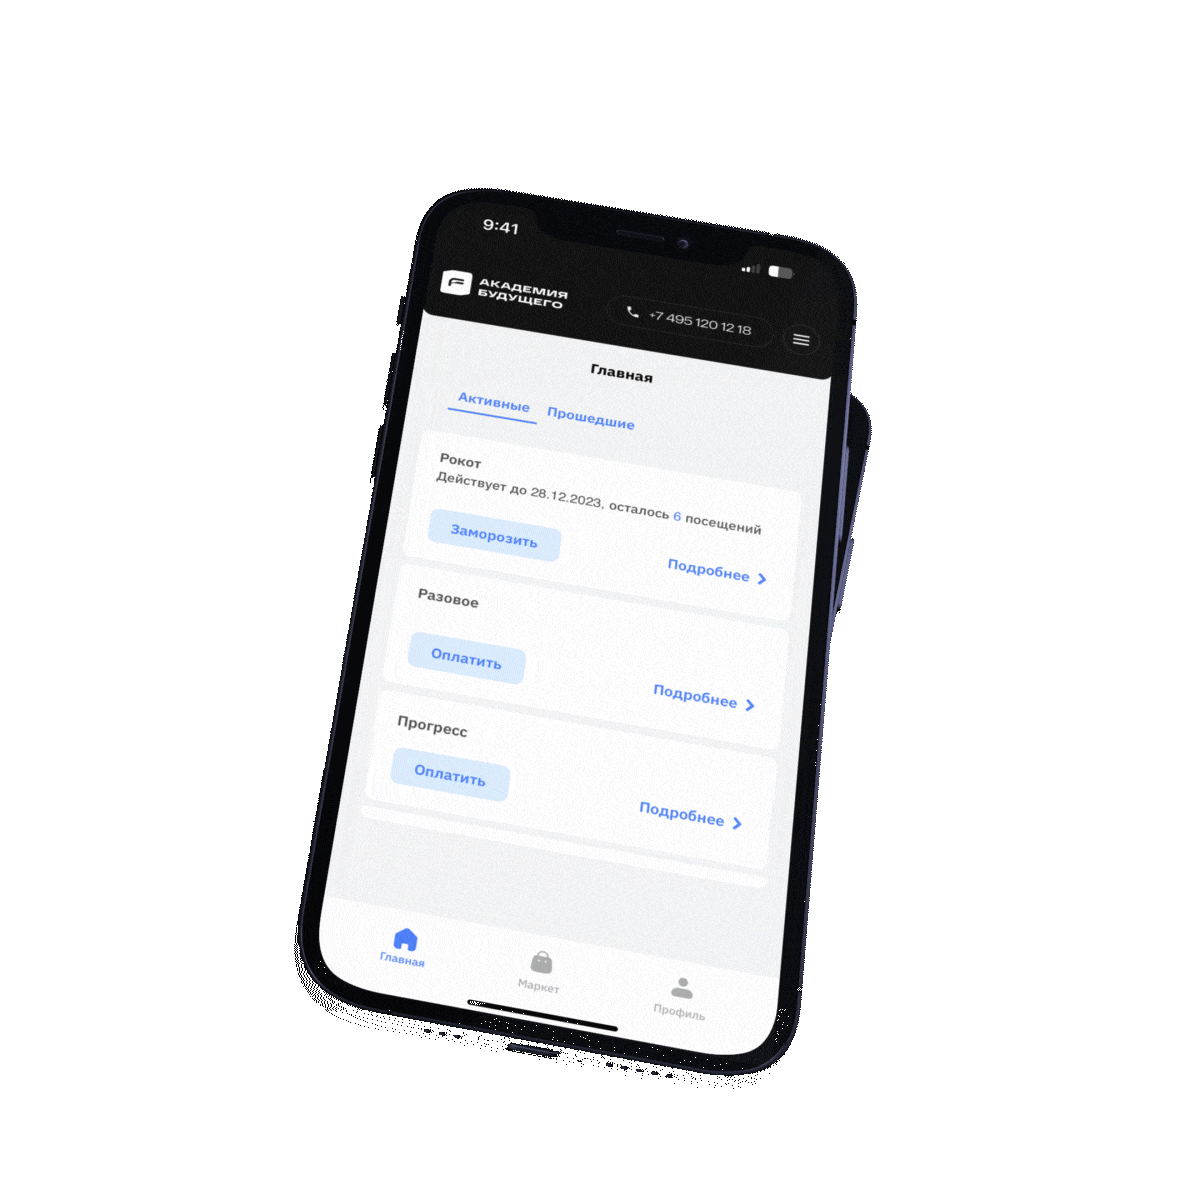 9:41
АКАДЕМИЯ
БУДУЩЕГО
+7 495 120 12 18
Главная
Активные Прошедшие
Рокот
Действует до 28.12.2023, осталось 6 посещений
Заморозить
Подробнее
Разовое
Оплатить
Подробнее
Прогресс
Оплатить
Подробнее
Главная
Маркет
Профиль